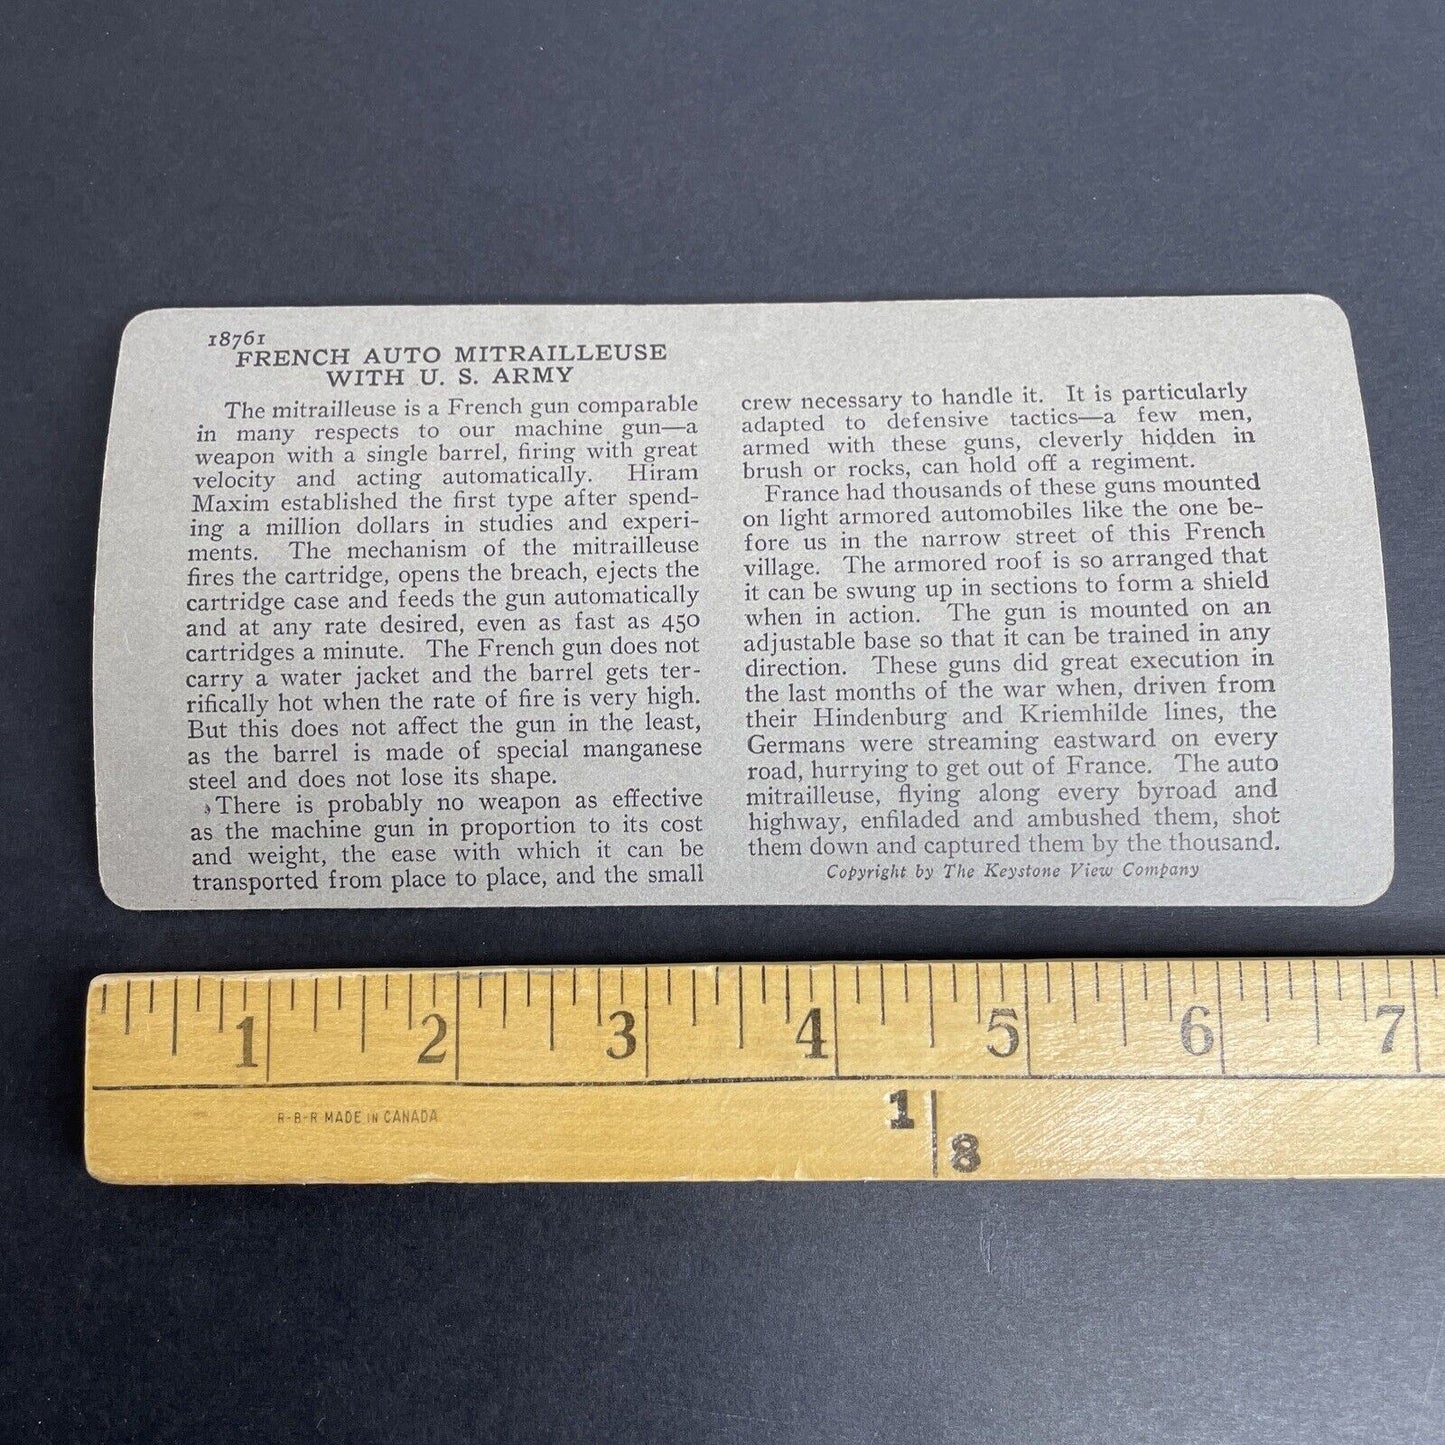 18761
FRENCH AUTO MITRAILLEUSE
WITH U. S. ARMY
The mitrailleuse is a French gun comparable
in many respects to our machine gun—a
weapon with a single barrel, firing with great
velocity and acting automatically. Hiram
Maxim established the first type after spend-
ing a million dollars in studies and experi-
ments. The mechanism of the mitrailleuse
fires the cartridge, opens the breach, ejects the
cartridge case and feeds the gun automatically
and at any rate desired, even as fast as 450
cartridges a minute. The French gun does not
carry a water jacket and the barrel gets ter-
rifically hot when the rate of fire is very high.
But this does not affect the gun in the least,
as the barrel is made of special manganese
steel and does not lose its shape.
There is probably no weapon as effective
as the machine gun in proportion to its cost
and weight, the ease with which it can be
transported from place to place, and the small
crew necessary to handle it. It is particularly
adapted to defensive tactics—a few men,
armed with these guns, cleverly hidden in
brush or rocks, can hold off a regiment.
France had thousands of these guns mounted
on light armored automobiles like the one be-
fore us in the narrow street of this French
village. The armored roof is so arranged that
it can be swung up in sections to form a shield
when in action. The gun is mounted on an
adjustable base so that it can be trained in any
direction. These guns did great execution in
the last months of the war when, driven from
their Hindenburg and Kriemhilde lines, the
Germans were streaming eastward on every
road, hurrying to get out of France. The auto
mitrailleuse, flying along every byroad and
highway, enfiladed and ambushed them, shot
them down and captured them by the thousand.
Copyright by The Keystone View Company
1 2 3 4 5 6 7
R-B-R MADE IN CANADA
1 8